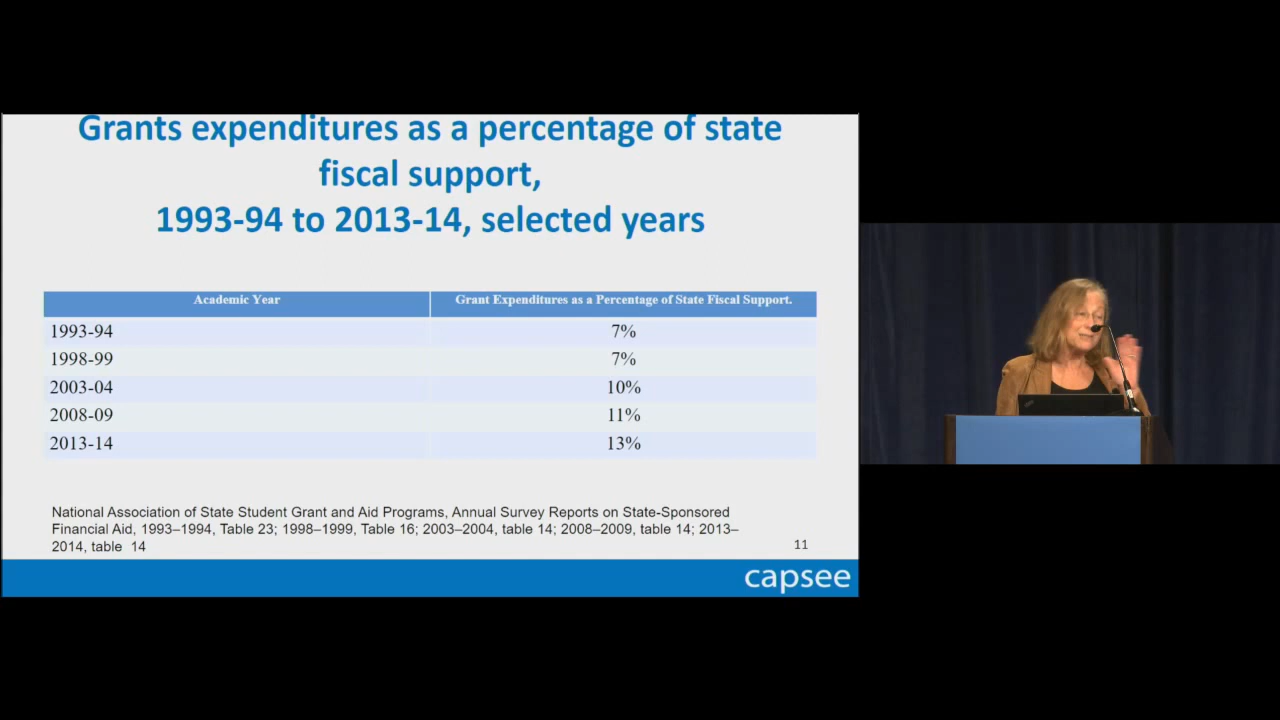 Grants expenditures as a percentage of state
fiscal support,
1993-94 to 2013-14, selected years
Academic Year Grant Expenditures as a Percentage of State Fiscal Support.
1993-94 7%
1998-99 7%
2003-04 10%
2008-09 11%
2013-14 13%
National Association of State Student Grant and Aid Programs, Annual Survey Reports on State-Sponsored
Financial Aid, 1993–1994, Table 23; 1998–1999, Table 16; 2003–2004, table 14; 2008–2009, table 14; 2013–
2014, table 14
11
capsee